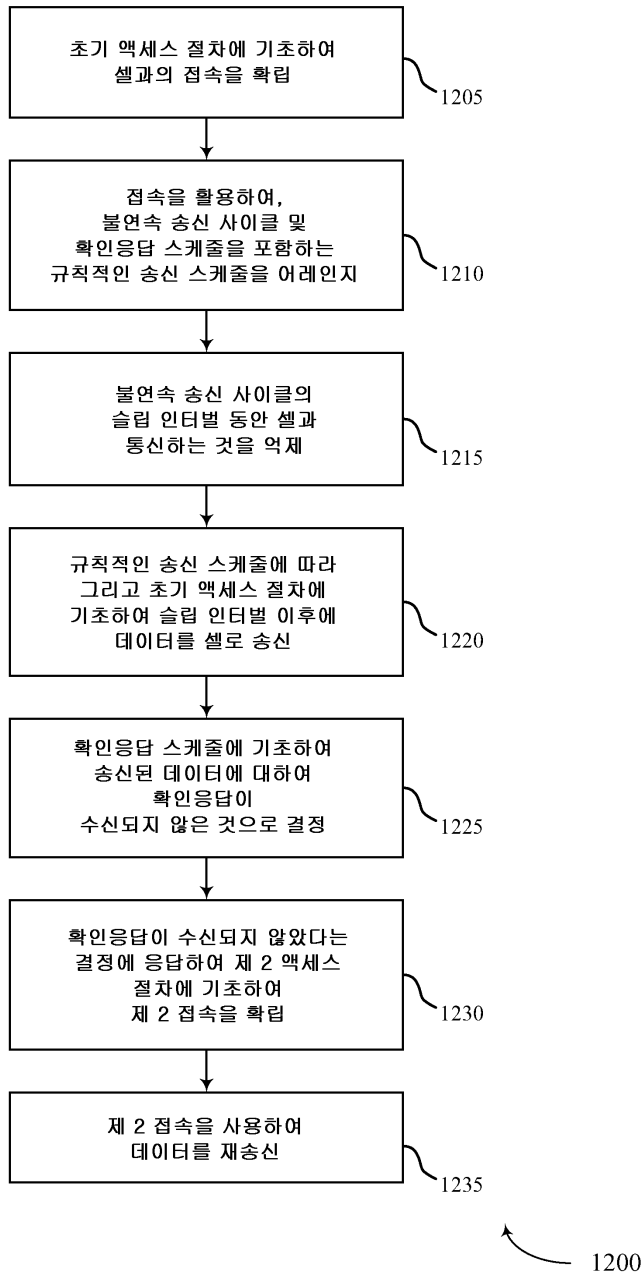 초기 액세스 절차에 기초하여
셀과의 접속을 확립
1205
접속을 활용하여,
불연속 송신 사이클 및
확인응답 스케줄을 포함하는
규칙적인 송신 스케줄을 어레인지
1210
불연속 송신 사이클의
슬립 인터벌 동안 셀과
통신하는 것을 억제
1215
규칙적인 송신 스케줄에 따라
그리고 초기 액세스 절차에
기초하여 슬립 인터벌 이후에
데이터를 셀로 송신
1220
확인응답 스케줄에 기초하여
송신된 데이터에 대하여
확인응답이
수신되지 않은 것으로 결정
1225
확인응답이 수신되지 않았다는
결정에 응답하여 제 2 액세스
절차에 기초하여
제 2 접속을 확립
1230
제 2 접속을 사용하여
데이터를 재송신
1235
1200